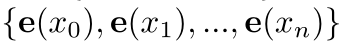 {e(x₀), e(x₁), ..., e(xₙ)}